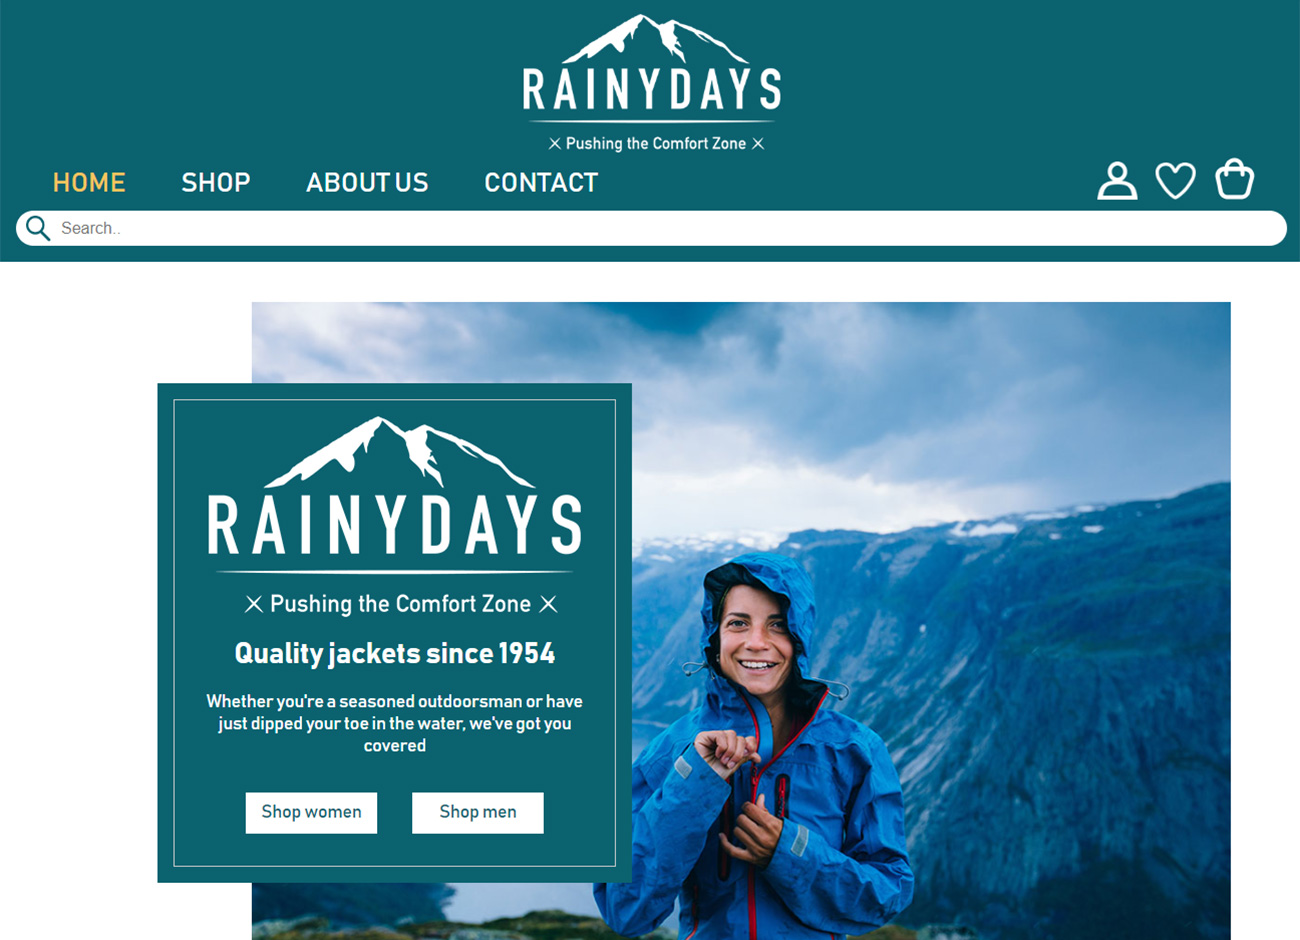 RAINYDAYS
Pushing the Comfort Zone
HOME SHOP ABOUT US CONTACT
Search..
RAINYDAYS
Pushing the Comfort Zone
Quality jackets since 1954
Whether you're a seasoned outdoorsman or have
just dipped your toe in the water, we've got you
covered
Shop women Shop men